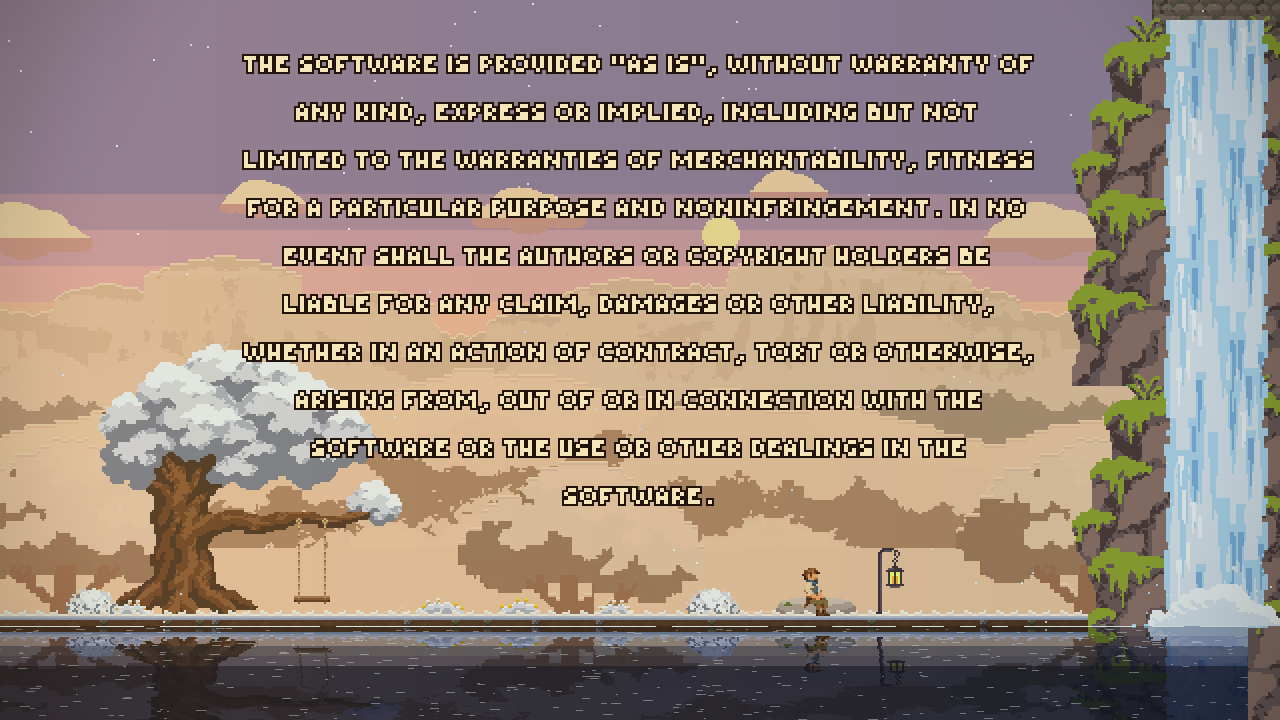 THE SOFTWARE IS PROVIDED "AS IS", WITHOUT WARRANTY OF
ANY KIND, EXPRESS OR IMPLIED, INCLUDING BUT NOT
LIMITED TO THE WARRANTIES OF MERCHANTABILITY, FITNESS
FOR A PARTICULAR PURPOSE AND NONINFRINGEMENT. IN NO
EVENT SHALL THE AUTHORS OR COPYRIGHT HOLDERS BE
LIABLE FOR ANY CLAIM, DAMAGES OR OTHER LIABILITY,
WHETHER IN AN ACTION OF CONTRACT, TORT OR OTHERWISE,
ARISING FROM, OUT OF OR IN CONNECTION WITH THE
SOFTWARE OR THE USE OR OTHER DEALINGS IN THE
SOFTWARE.